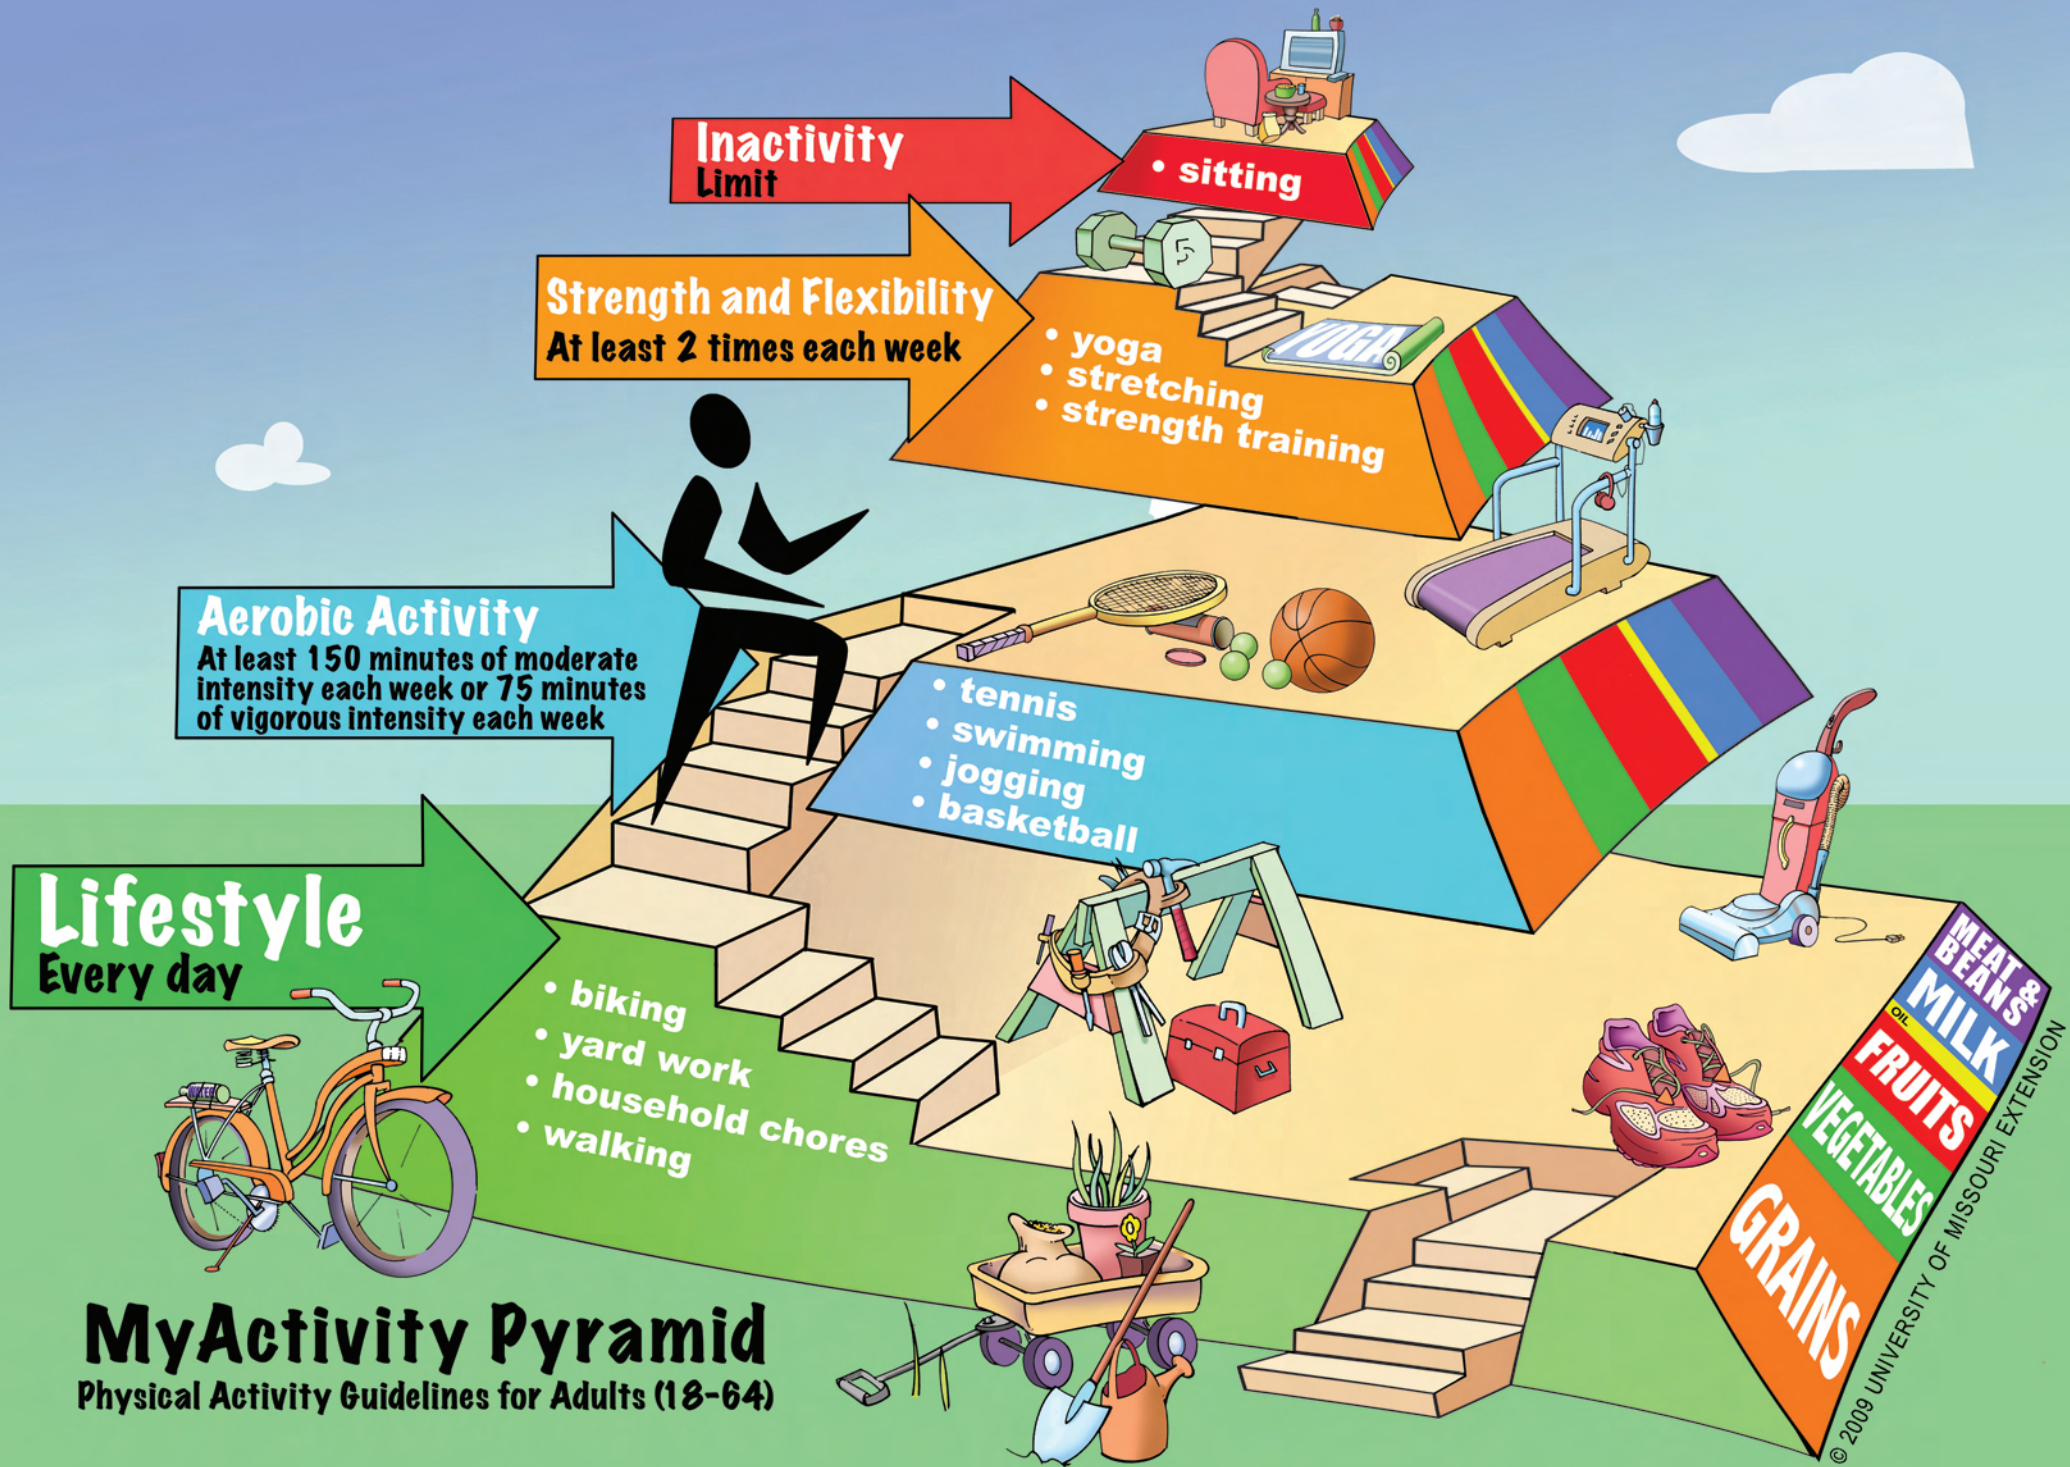 Inactivity
Limit
• sitting
5
Strength and Flexibility
At least 2 times each week
• yoga
• stretching
• strength training
YOGA
Aerobic Activity
At least 150 minutes of moderate
intensity each week or 75 minutes
of vigorous intensity each week
• tennis
• swimming
• jogging
• basketball
Lifestyle
Every day
• biking
• yard work
• household chores
• walking
WATER
MEAT &
BEANS
MILK
OIL
FRUITS
VEGETABLES
GRAINS
MyActivity Pyramid
Physical Activity Guidelines for Adults (18-64)
© 2009 UNIVERSITY OF MISSOURI EXTENSION